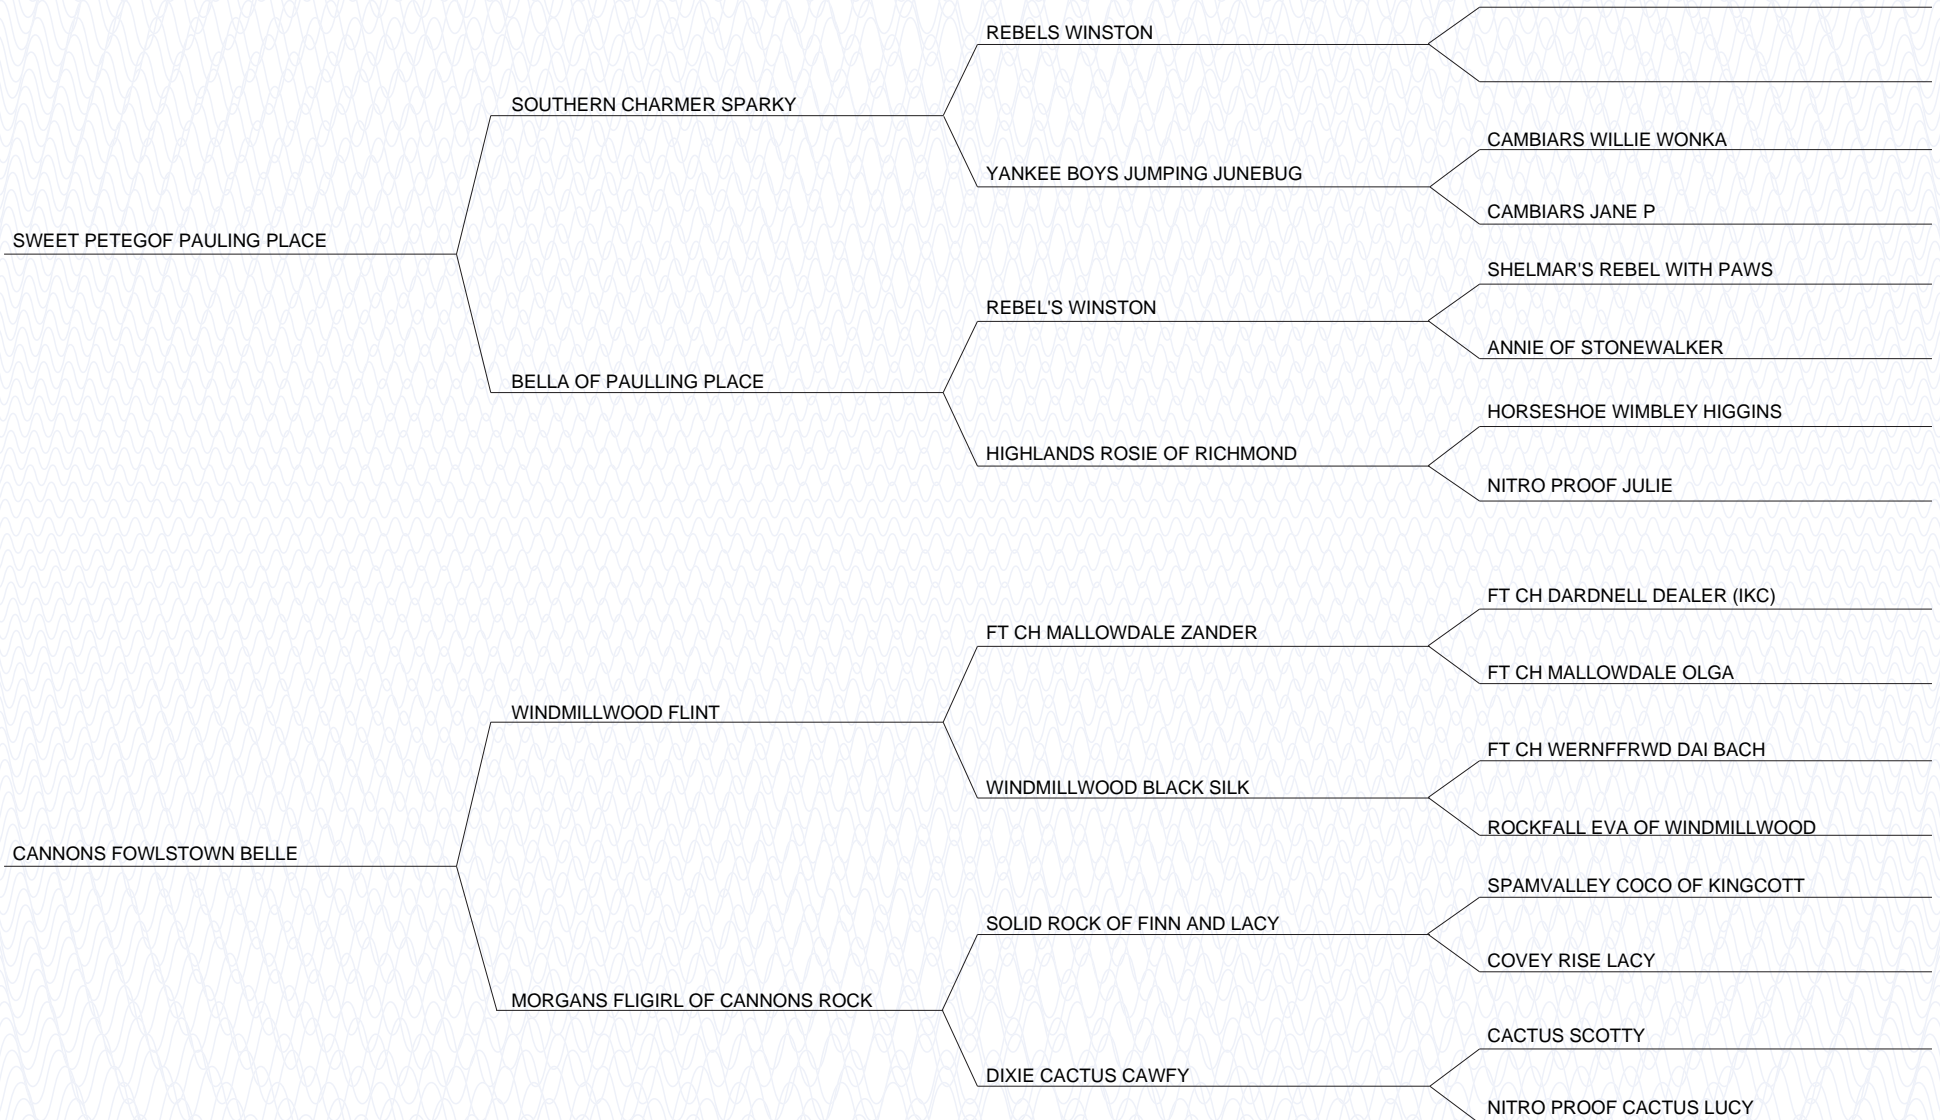 REBELS WINSTON
SOUTHERN CHARMER SPARKY
CAMBIARS WILLIE WONKA
YANKEE BOYS JUMPING JUNEBUG
CAMBIARS JANE P
SWEET PETEGOF PAULING PLACE
SHELMAR'S REBEL WITH PAWS
REBEL'S WINSTON
ANNIE OF STONEWALKER
BELLA OF PAULLING PLACE
HORSESHOE WIMBLEY HIGGINS
HIGHLANDS ROSIE OF RICHMOND
NITRO PROOF JULIE
FT CH DARDNELL DEALER (IKC)
FT CH MALLOWDALE ZANDER
FT CH MALLOWDALE OLGA
WINDMILLWOOD FLINT
FT CH WERNFFRWD DAI BACH
WINDMILLWOOD BLACK SILK
ROCKFALL EVA OF WINDMILLWOOD
CANNONS FOWLSTOWN BELLE
SPAMVALLEY COCO OF KINGCOTT
SOLID ROCK OF FINN AND LACY
COVEY RISE LACY
MORGANS FLIGIRL OF CANNONS ROCK
CACTUS SCOTTY
DIXIE CACTUS CAWFY
NITRO PROOF CACTUS LUCY